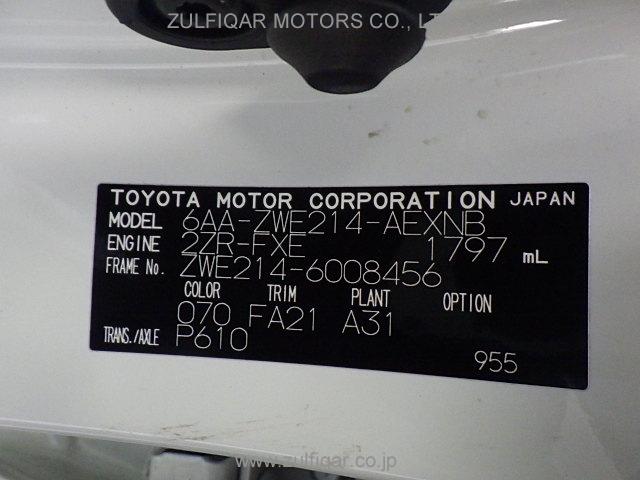 ZULFIQAR MOTORS CO., LT
TOYOTA MOTOR CORPORATION JAPAN
MODEL 6AA-ZWE214-AEXNB
ENGINE 2ZR-FXE 1797 mL
FRAME No. ZWE214-6008456
COLOR TRIM PLANT OPTION
070 FA21 A31
TRANS./AXLE P610
955
www.zulfiqar.co.jp